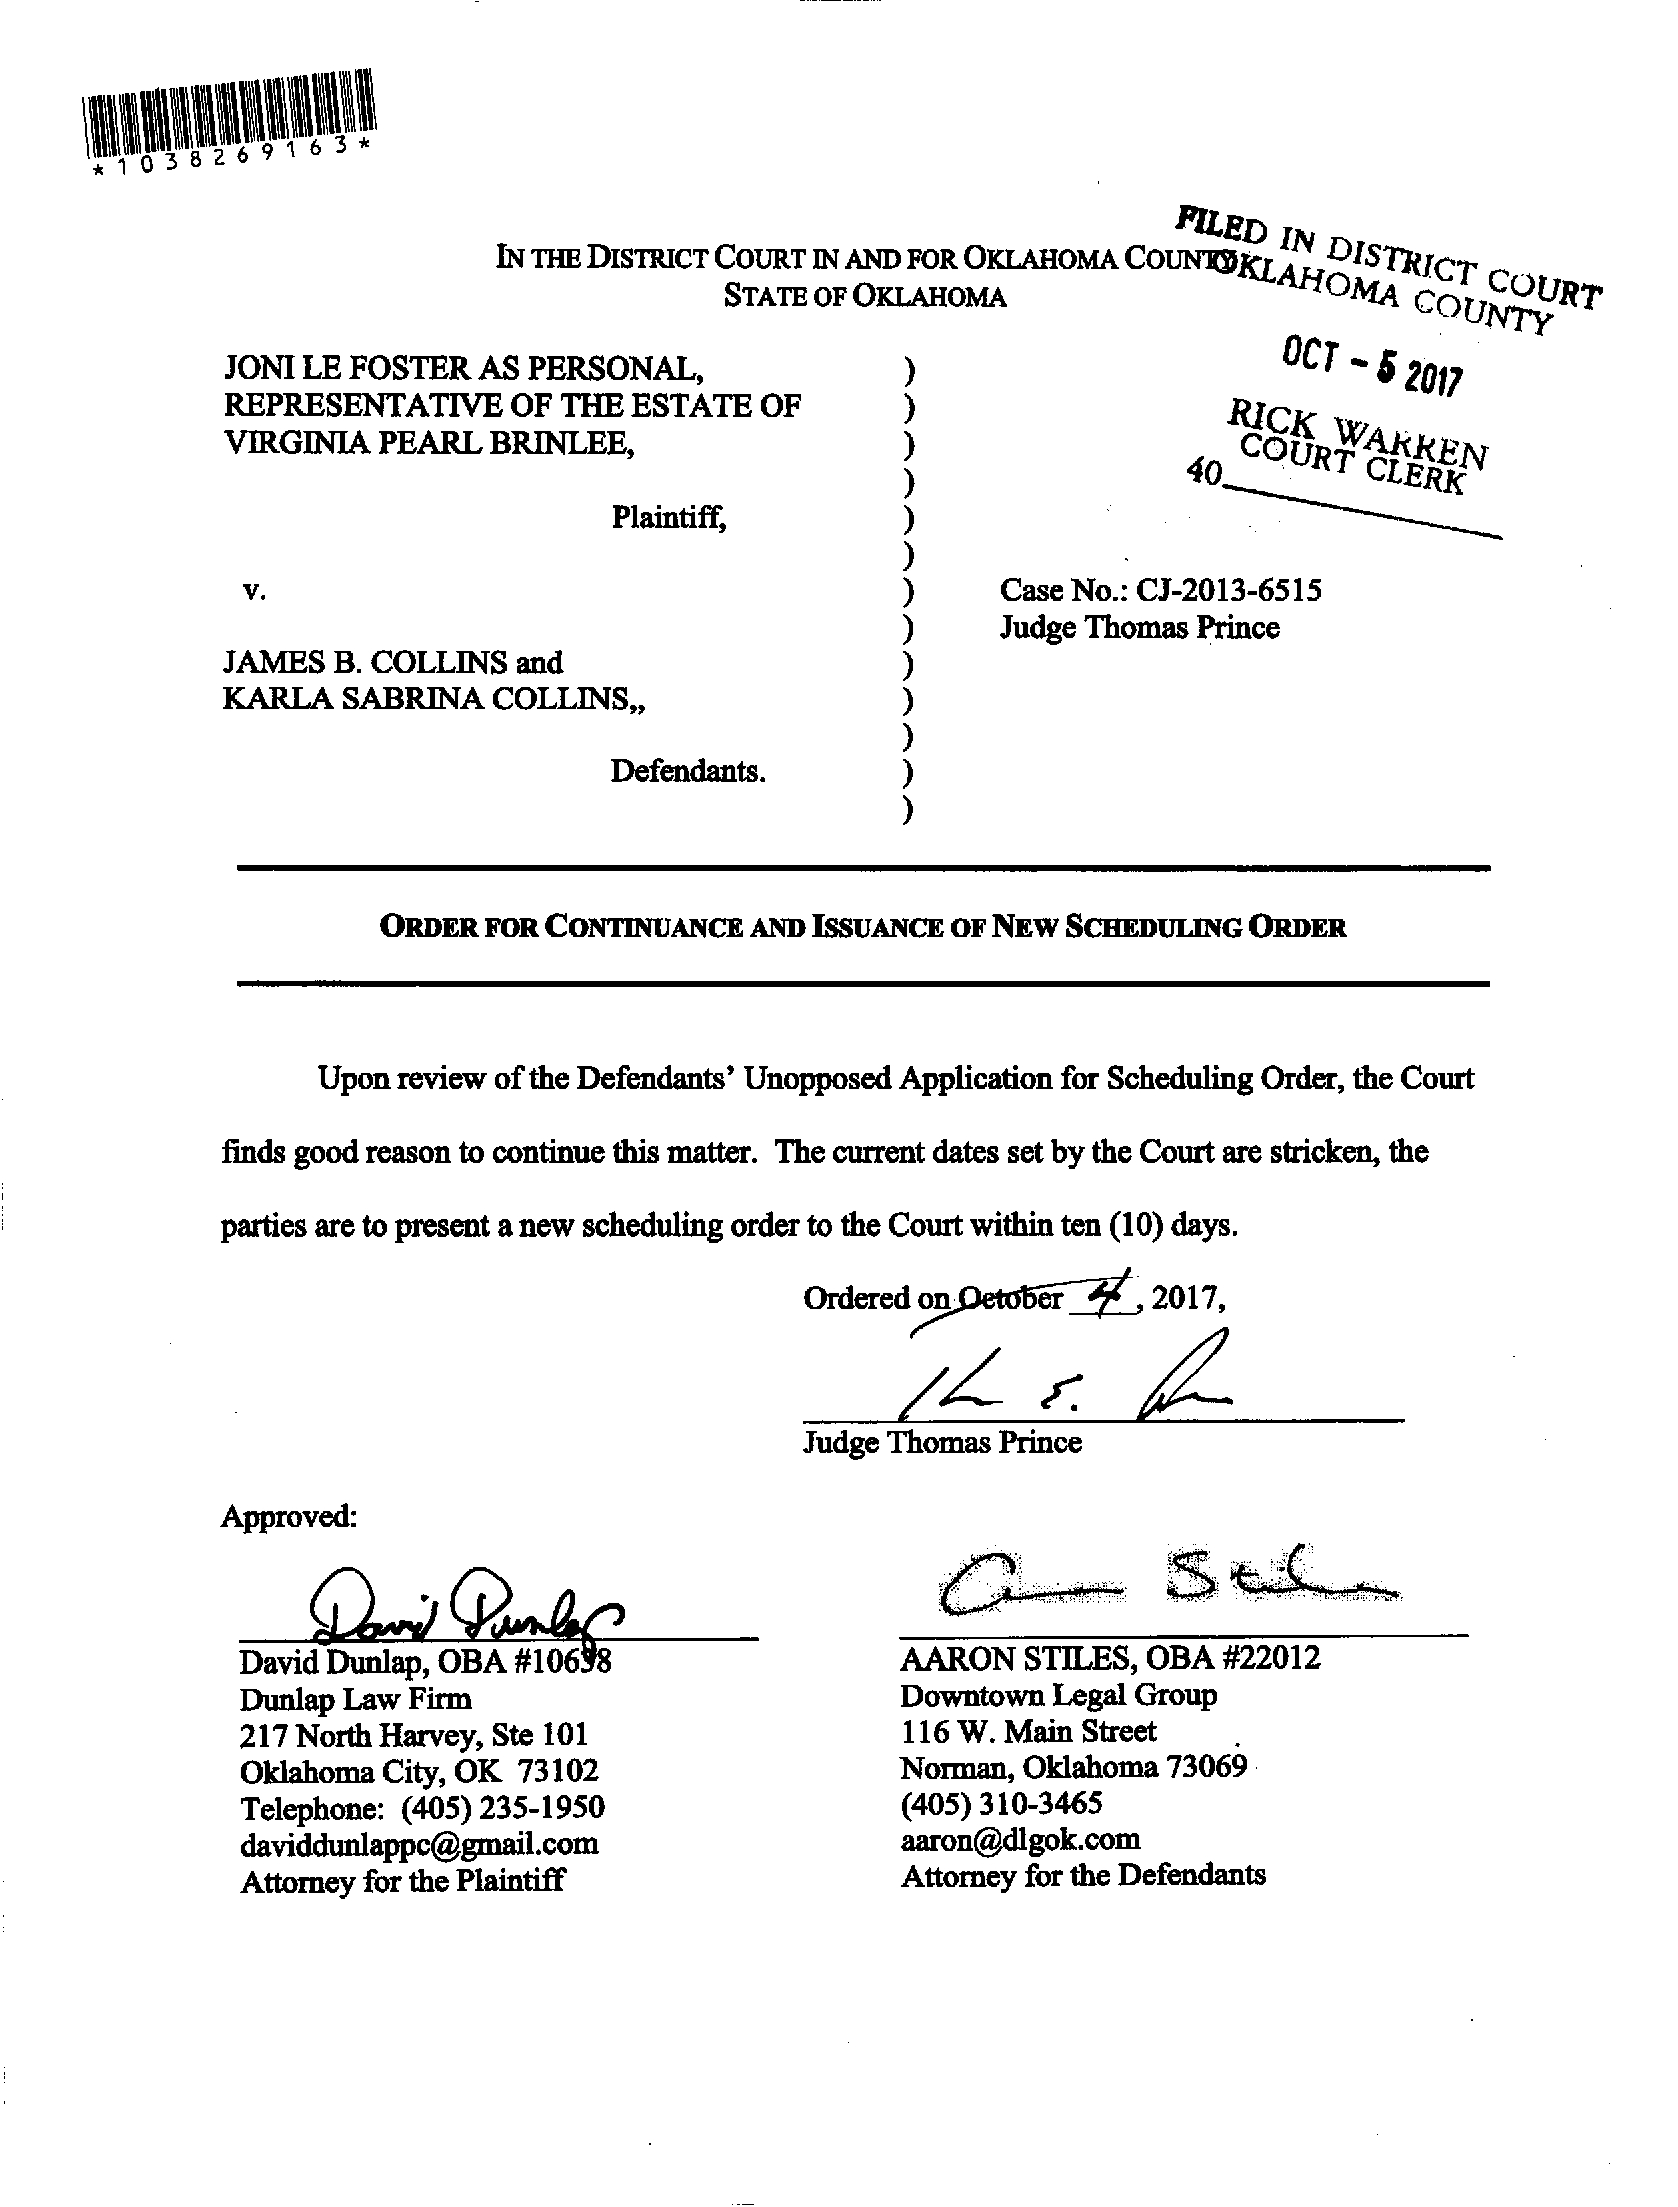 *1038269163*
FILED IN DISTRICT COURT
OKLAHOMA COUNTY
OCT - 5 2017
RICK WARREN
COURT CLERK
40
IN THE DISTRICT COURT IN AND FOR OKLAHOMA COUNTY
STATE OF OKLAHOMA
JONI LE FOSTER AS PERSONAL, )
REPRESENTATIVE OF THE ESTATE OF )
VIRGINIA PEARL BRINLEE, )
)
Plaintiff, )
)
v. ) Case No.: CJ-2013-6515
) Judge Thomas Prince
JAMES B. COLLINS and )
KARLA SABRINA COLLINS,, )
)
Defendants. )
)
ORDER FOR CONTINUANCE AND ISSUANCE OF NEW SCHEDULING ORDER
Upon review of the Defendants' Unopposed Application for Scheduling Order, the Court
finds good reason to continue this matter.  The current dates set by the Court are stricken, the
parties are to present a new scheduling order to the Court within ten (10) days.
Ordered on October 4, 2017,
Judge Thomas Prince
Approved:
David Dunlap
David Dunlap, OBA #10698
Dunlap Law Firm
217 North Harvey, Ste 101
Oklahoma City, OK  73102
Telephone:  (405) 235-1950
daviddunlappc@gmail.com
Attorney for the Plaintiff
AARON STILES, OBA #22012
Downtown Legal Group
116 W. Main Street
Norman, Oklahoma 73069
(405) 310-3465
aaron@dlgok.com
Attorney for the Defendants